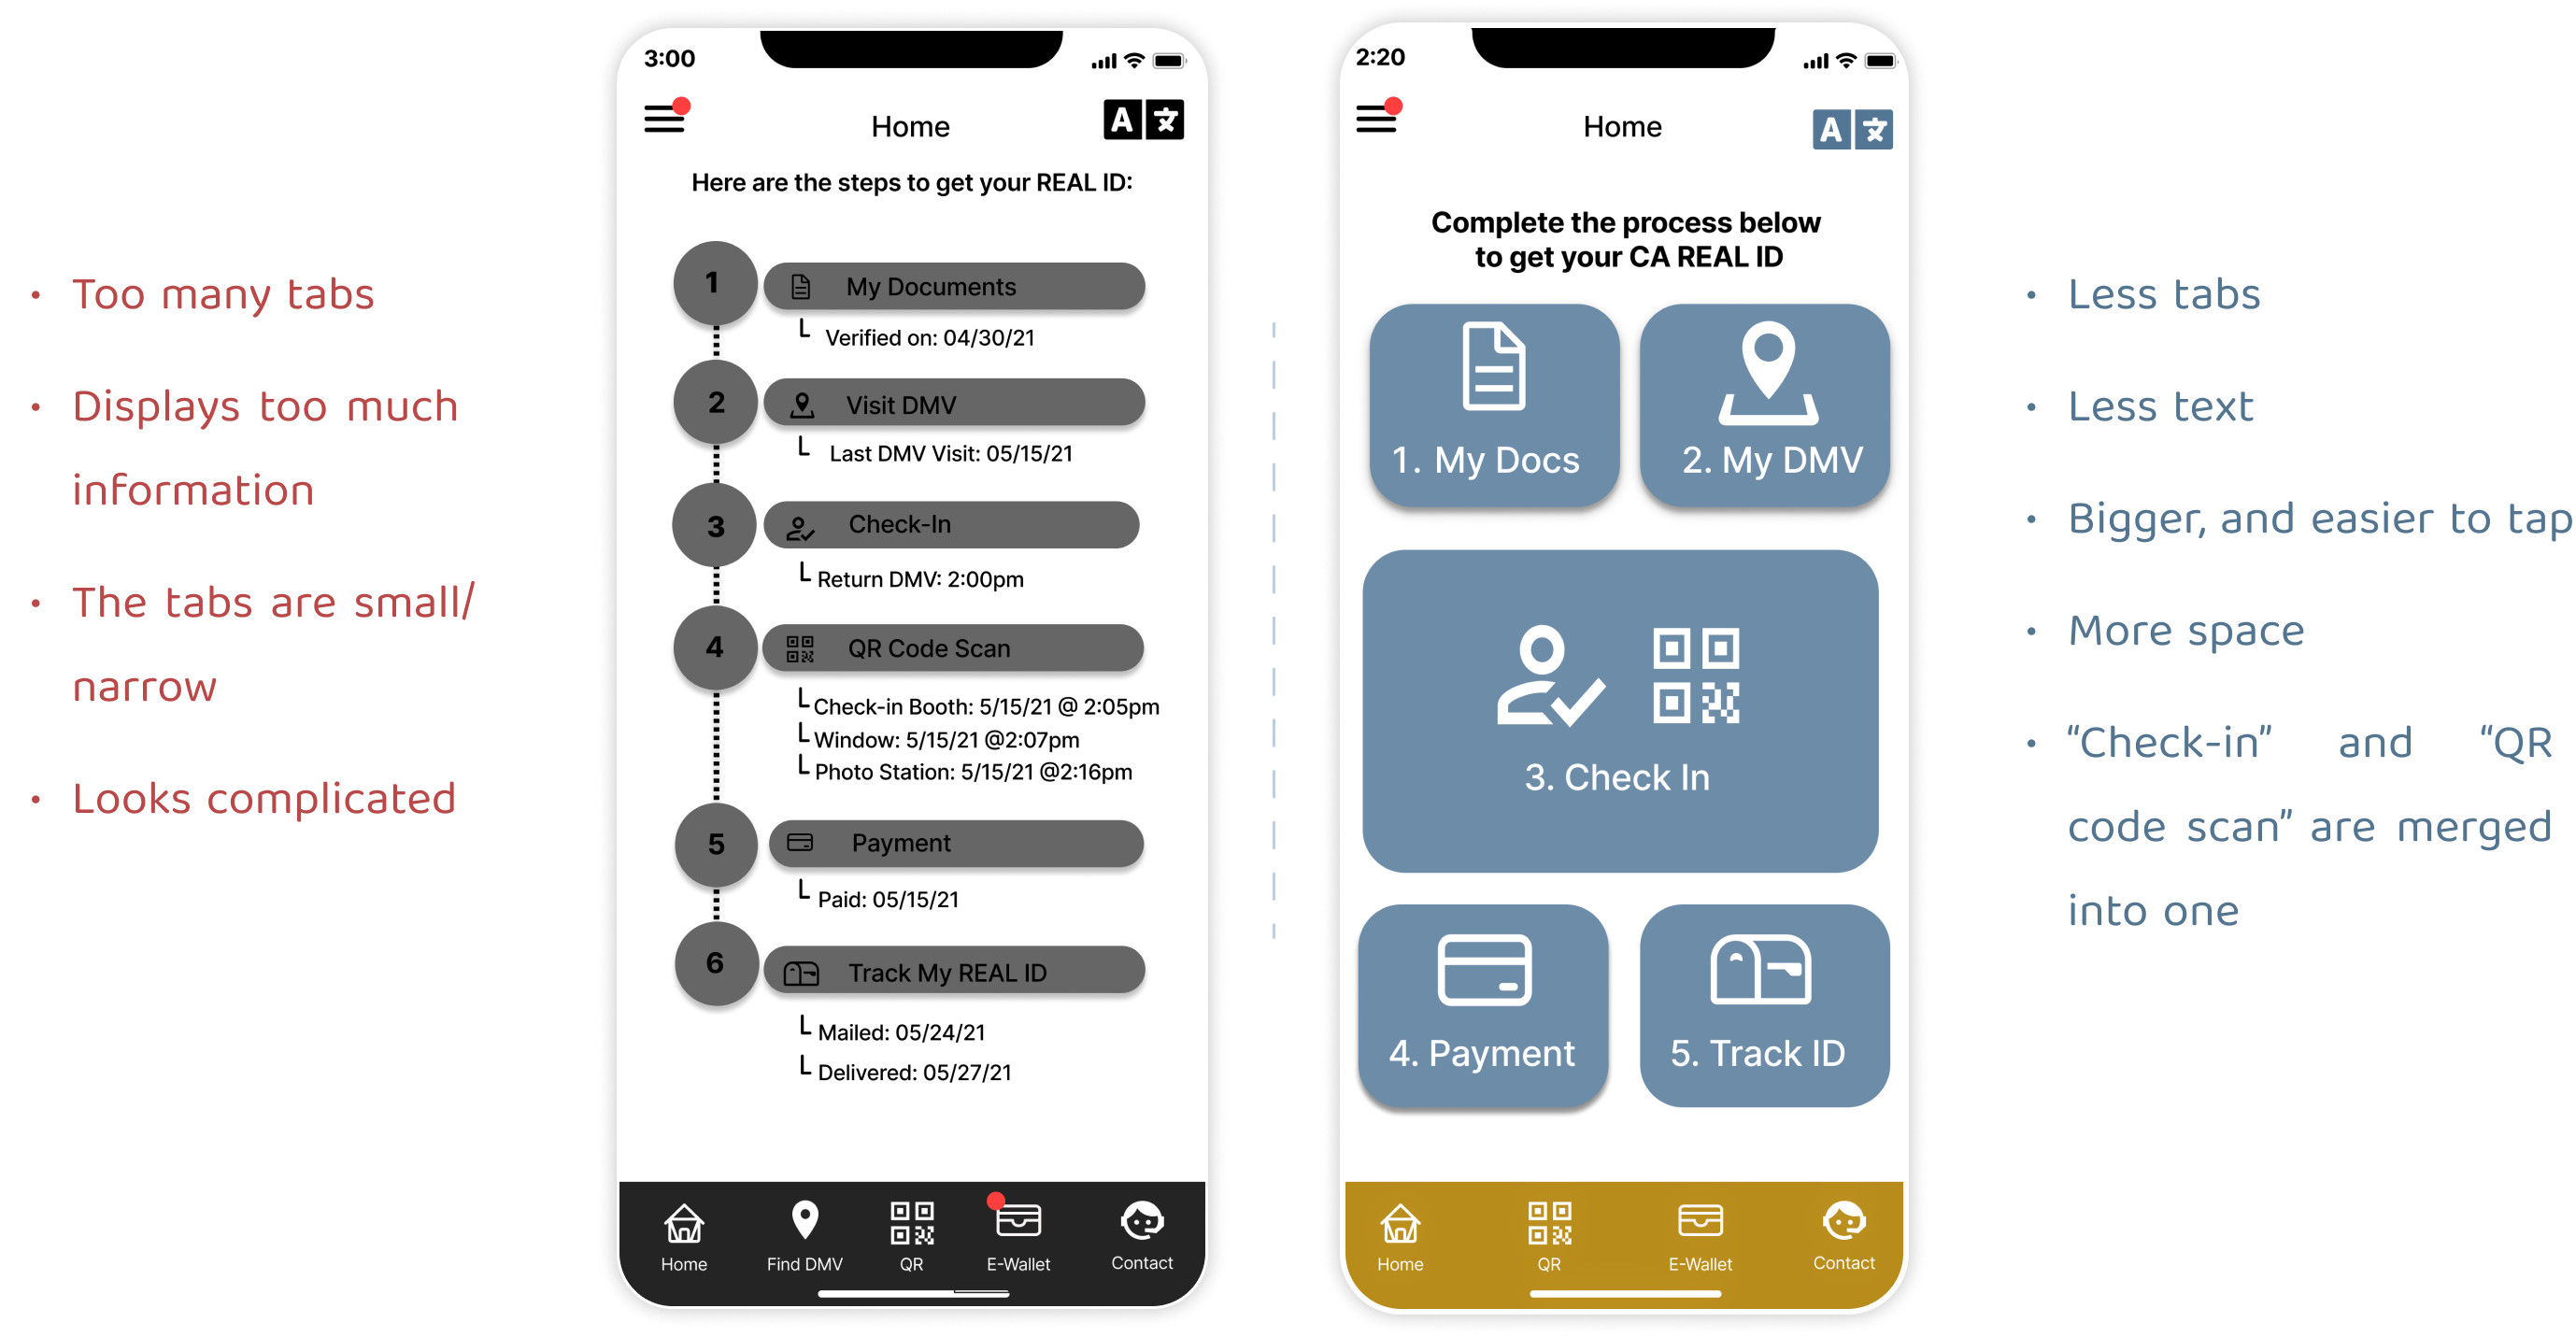 • Too many tabs
• Displays too much
information
• The tabs are small/
narrow
• Looks complicated
3:00
Home
A 文
Here are the steps to get your REAL ID:
1
My Documents
Verified on: 04/30/21
2
Visit DMV
Last DMV Visit: 05/15/21
3
Check-In
Return DMV: 2:00pm
4
QR Code Scan
Check-in Booth: 5/15/21 @ 2:05pm
Window: 5/15/21 @2:07pm
Photo Station: 5/15/21 @2:16pm
5
Payment
Paid: 05/15/21
6
Track My REAL ID
Mailed: 05/24/21
Delivered: 05/27/21
Home Find DMV QR E-Wallet Contact
2:20
Home
A 文
Complete the process below
to get your CA REAL ID
1. My Docs
2. My DMV
3. Check In
4. Payment
5. Track ID
Home QR E-Wallet Contact
• Less tabs
• Less text
• Bigger, and easier to tap
• More space
• “Check-in” and “QR
code scan” are merged
into one